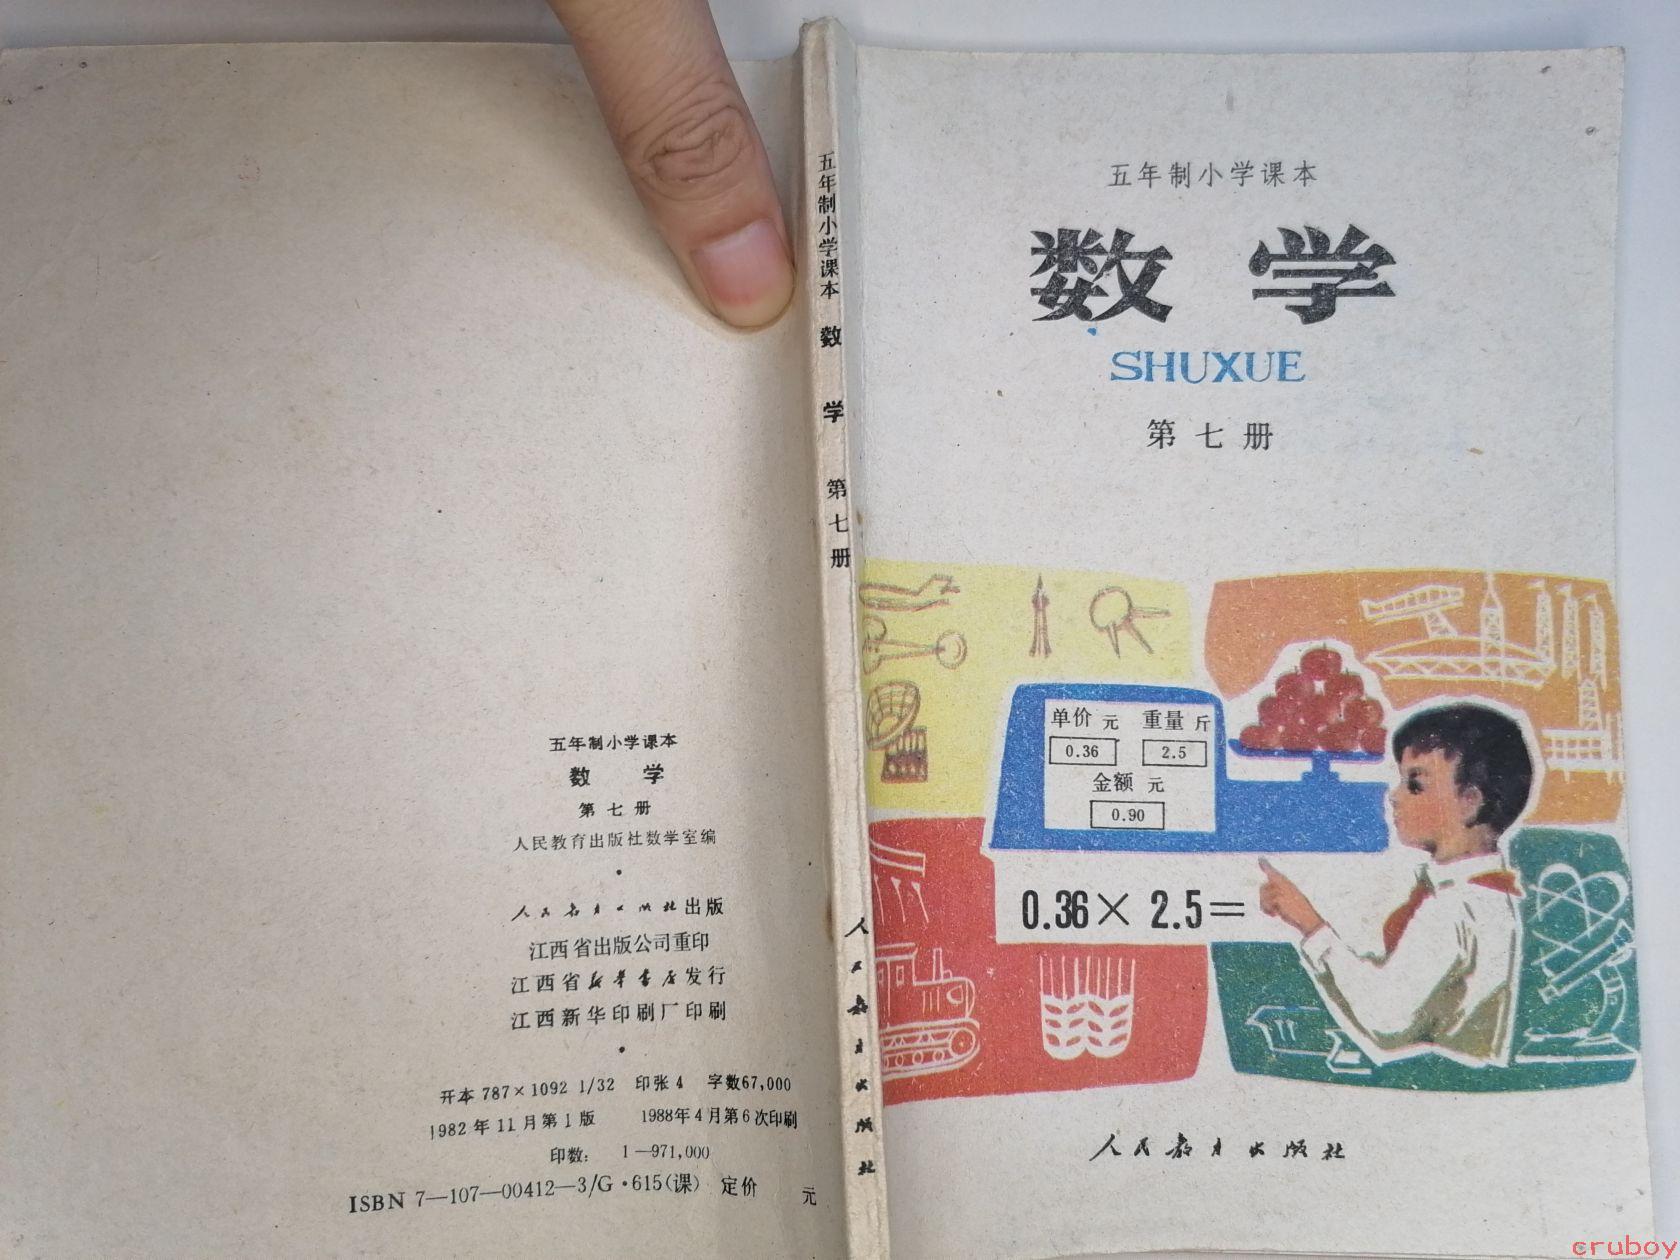 五年制小学课本
数学
第七册
人民教育出版社数学室编
人民教育出版社出版
江西省出版公司重印
江西省新华书店发行
江西新华印刷厂印刷
开本 787×1092 1/32 印张 4 字数 67,000
1982年11月第1版 1988年4月第6次印刷
印数: 1—971,000
ISBN 7—107—00412—3/G·615(课) 定价 元
五年制小学课本 数学 第七册 人民教育出版社
五年制小学课本
数学
SHUXUE
第七册
单价 元 重量 斤
0.36 2.5
金额 元
0.90
0.36×2.5=
人民教育出版社
cruboy